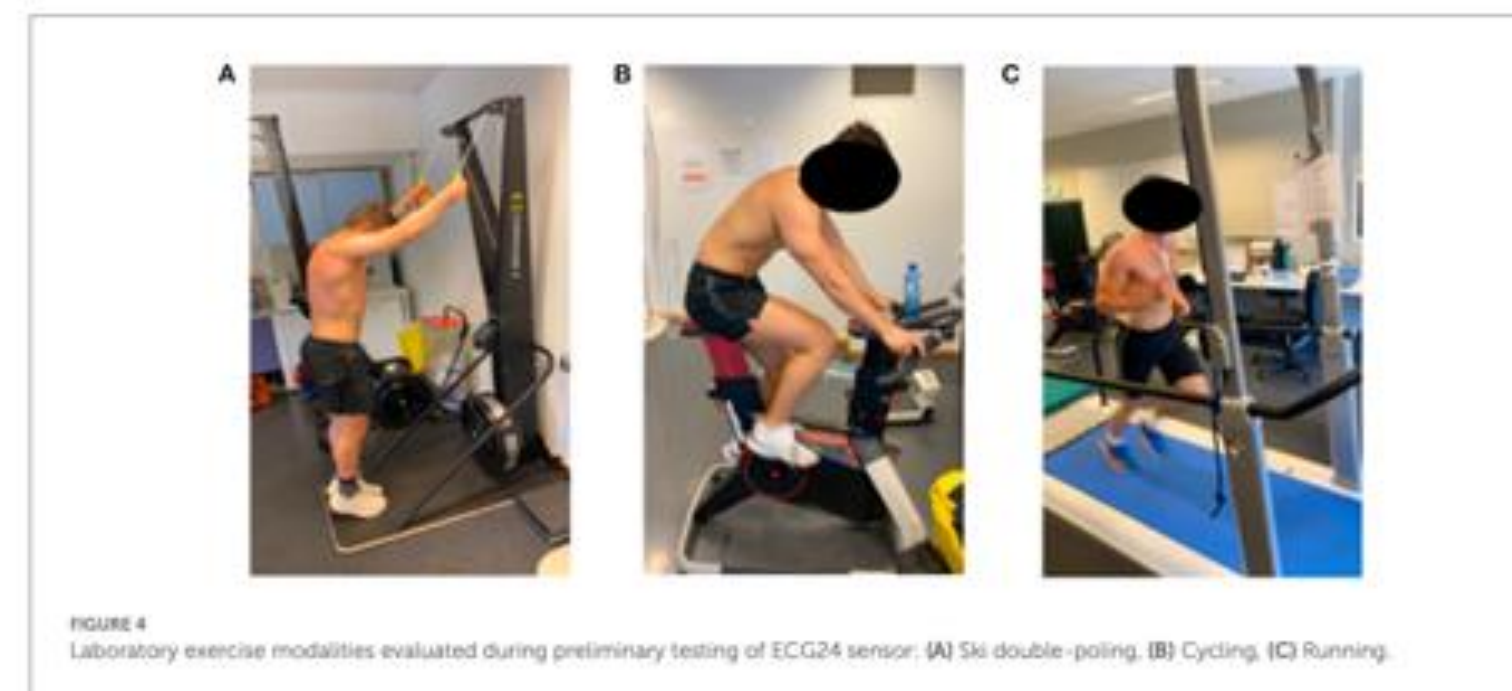 A
B
C
FIGURE 4
Laboratory exercise modalities evaluated during preliminary testing of ECG24 sensor: (A) Ski double-poling, (B) Cycling, (C) Running.